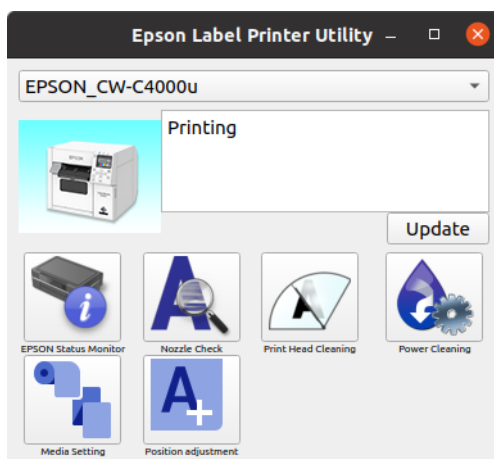 Epson Label Printer Utility
EPSON_CW-C4000u
Printing
Update
EPSON Status Monitor
Nozzle Check
Print Head Cleaning
Power Cleaning
Media Setting
Position adjustment